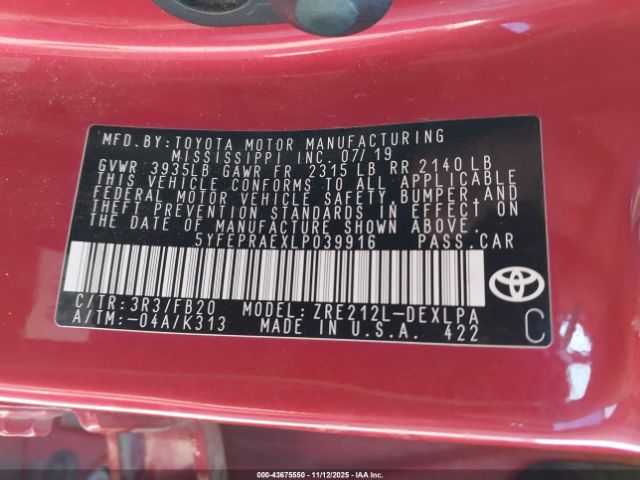 MFD. BY: TOYOTA MOTOR MANUFACTURING
MISSISSIPPI INC. 07/19
GVWR 3935LB GAWR FR 2315 LB RR 2140 LB
THIS VEHICLE CONFORMS TO ALL APPLICABLE
FEDERAL MOTOR VEHICLE SAFETY, BUMPER, AND
THEFT PREVENTION STANDARDS IN EFFECT ON
THE DATE OF MANUFACTURE SHOWN ABOVE.
5YFEPRAEXLP039916 PASS. CAR
C/TR: 3R3/FB20 MODEL: ZRE212L-DEXLPA
A/TM: -04A/K313 MADE IN U.S.A. 422
TOYOTA
C
000-43675550 - 11/12/2025 - IAAI.COM